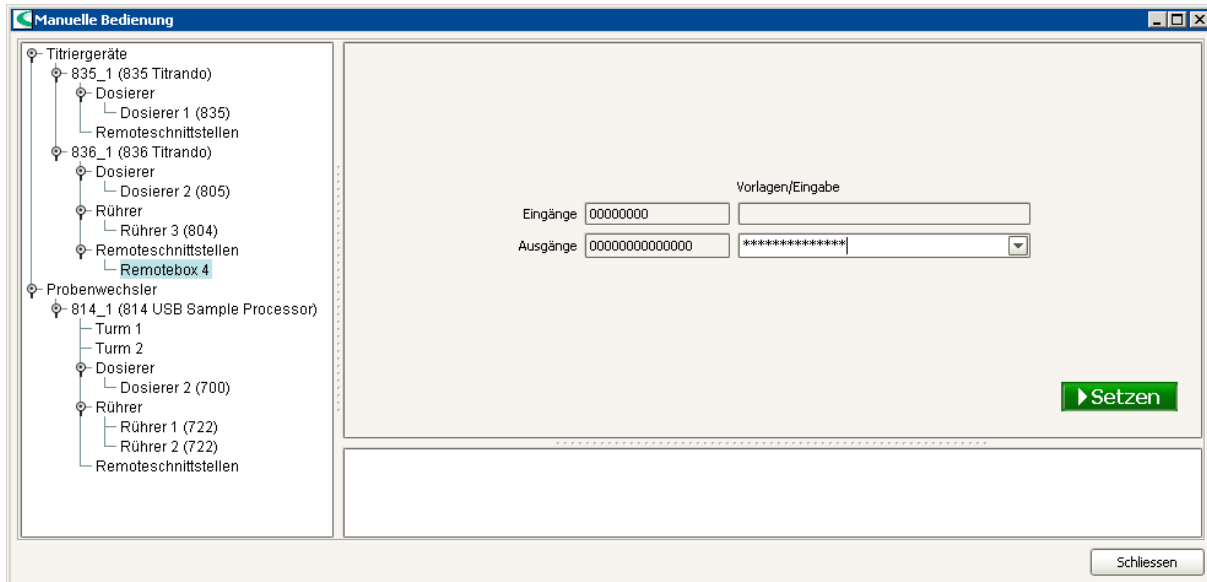 Manuelle Bedienung
Titriergeräte
835_1 (835 Titrando)
Dosierer
Dosierer 1 (835)
Remoteschnittstellen
836_1 (836 Titrando)
Dosierer
Dosierer 2 (805)
Rührer
Rührer 3 (804)
Remoteschnittstellen
Remotebox 4
Probenwechsler
814_1 (814 USB Sample Processor)
Turm 1
Turm 2
Dosierer
Dosierer 2 (700)
Rührer
Rührer 1 (722)
Rührer 2 (722)
Remoteschnittstellen
Vorlagen/Eingabe
Eingänge 00000000
Ausgänge 00000000000000 **************
Setzen
Schliessen